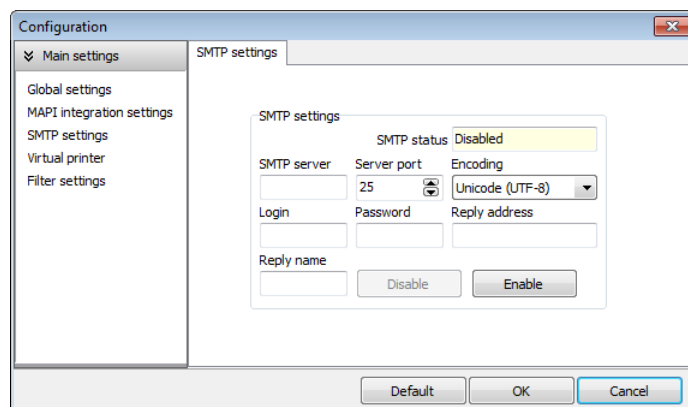 Configuration
Main settings
Global settings
MAPI integration settings
SMTP settings
Virtual printer
Filter settings
SMTP settings
SMTP settings
SMTP status Disabled
SMTP server Server port Encoding
25 Unicode (UTF-8)
Login Password Reply address
Reply name
Disable Enable
Default OK Cancel